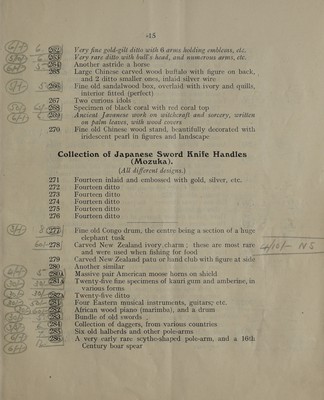 15
262 Very fine gold-gilt ditto with 6 arms holding emblems, etc.
263 Very rare ditto with bull's head, and numerous arms, etc.
264 Another astride a horse
265 Large Chinese carved wood buffalo with figure on back,
and 2 ditto smaller ones, inlaid silver wire
266 Fine old sandalwood box, overlaid with ivory and quills,
interior fitted (perfect)
267 Two curious idols
268 Specimen of black coral with red coral top
269 Ancient Javanese work on witchcraft and sorcery, written
on palm leaves, with wood covers
270 Fine old Chinese wood stand, beautifully decorated with
iridescent pearl in figures and landscape
Collection of Japanese Sword Knife Handles
(Mozuka).
(All different designs.)
271 Fourteen inlaid and embossed with gold, silver, etc.
272 Fourteen ditto
273 Fourteen ditto
274 Fourteen ditto
275 Fourteen ditto
276 Fourteen ditto
277 Fine old Congo drum, the centre being a section of a huge
elephant tusk
278 Carved New Zealand ivory charm; these are most rare
and were used when fishing for food
279 Carved New Zealand patu or hand club with figure at side
280 Another similar
280A Massive pair American moose horns on shield
281A Twenty-five fine specimens of kauri gum and amberine, in
various forms
282A Twenty-five ditto
281 Four Eastern musical instruments, guitars, etc.
282 African wood piano (marimba), and a drum
283 Bundle of old swords
284 Collection of daggers, from various countries
285 Six old halberds and other pole-arms
286 A very early rare scythe-shaped pole-arm, and a 16th
Century boar spear